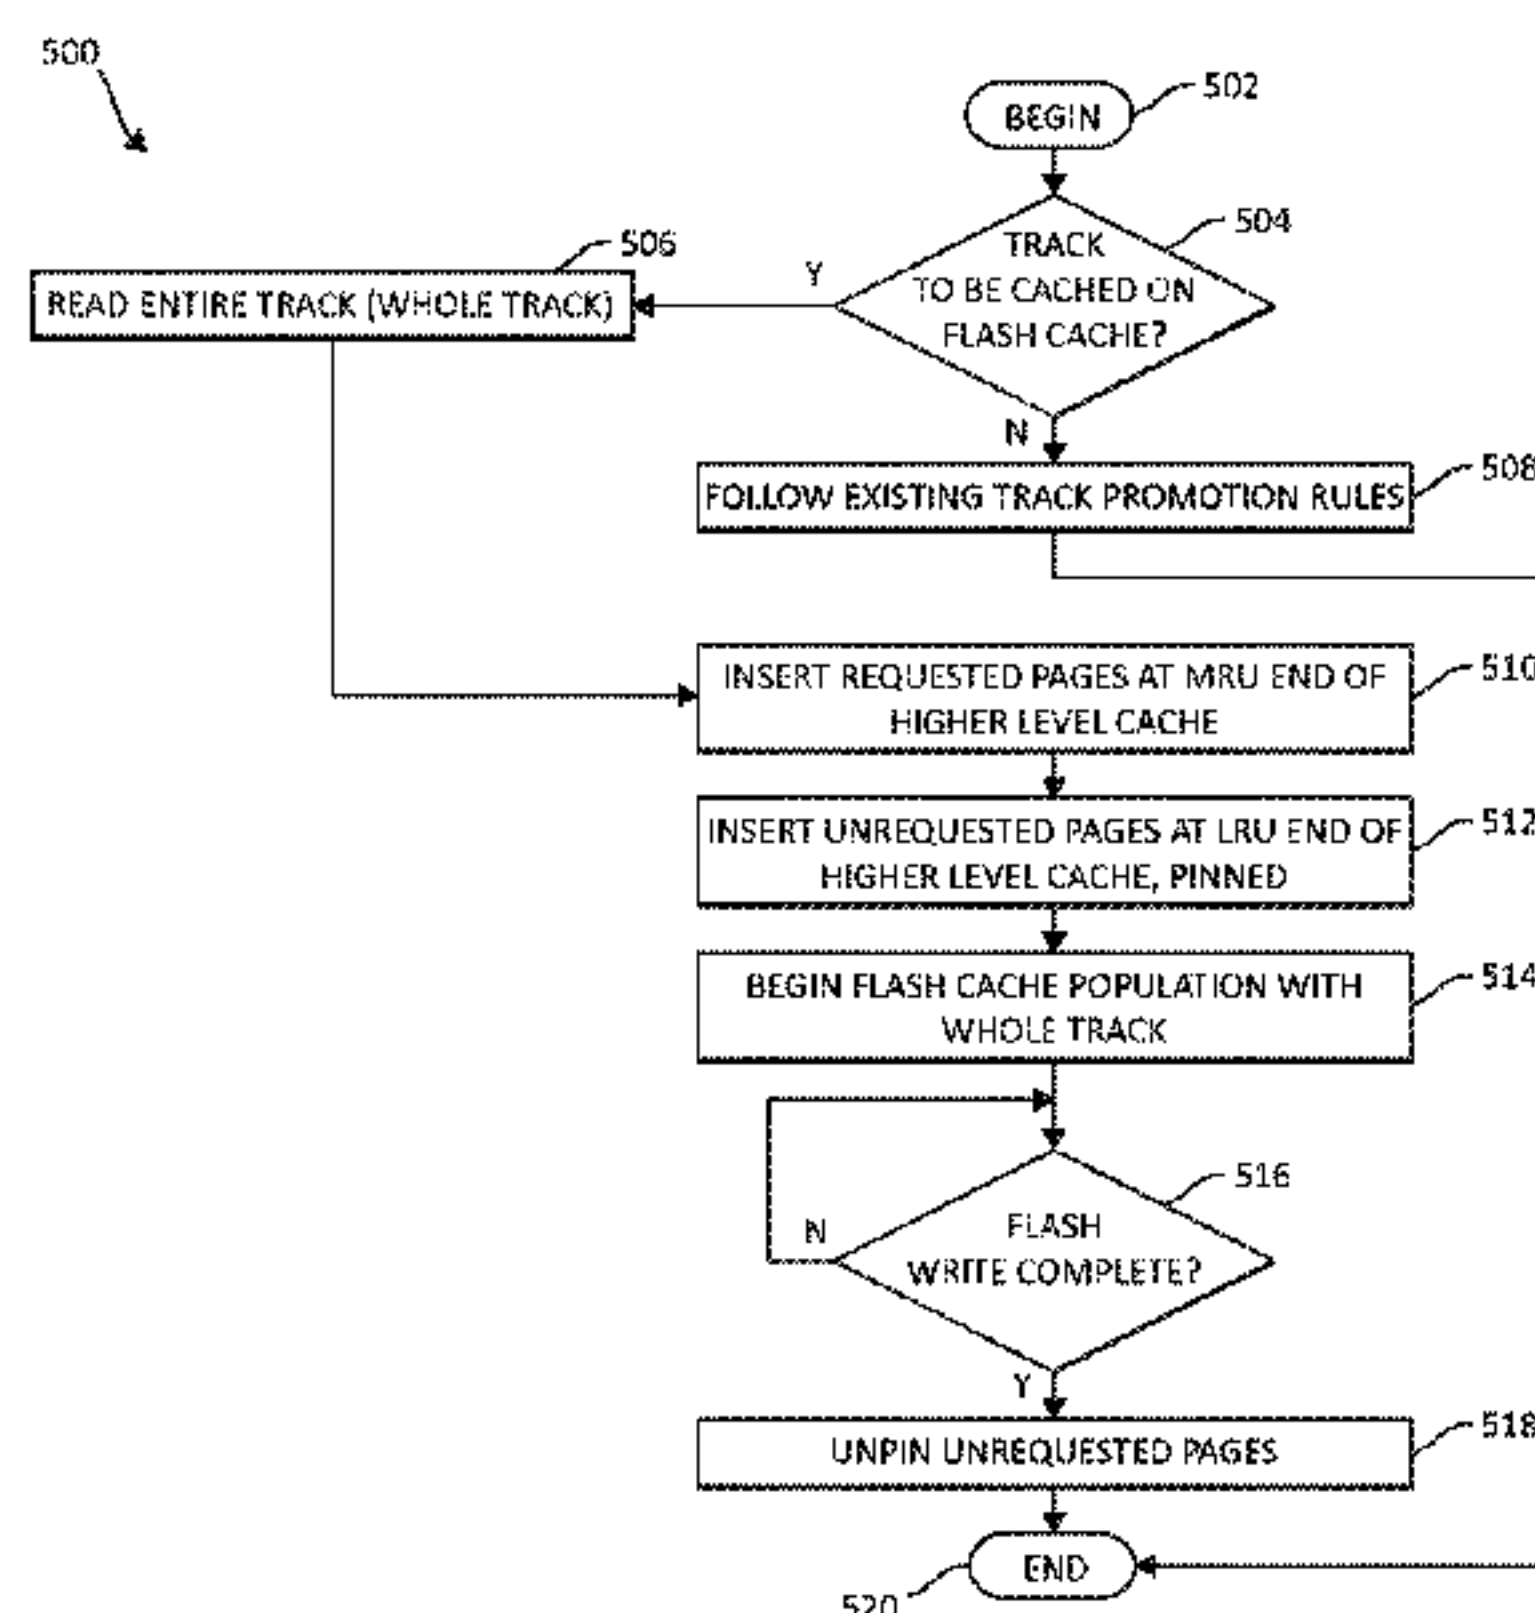 500
502
BEGIN
504
TRACK
TO BE CACHED ON
FLASH CACHE?
Y
506
READ ENTIRE TRACK (WHOLE TRACK)
N
508
FOLLOW EXISTING TRACK PROMOTION RULES
510
INSERT REQUESTED PAGES AT MRU END OF
HIGHER LEVEL CACHE
512
INSERT UNREQUESTED PAGES AT LRU END OF
HIGHER LEVEL CACHE, PINNED
514
BEGIN FLASH CACHE POPULATION WITH
WHOLE TRACK
516
N
FLASH
WRITE COMPLETE?
Y
518
UNPIN UNREQUESTED PAGES
END
520